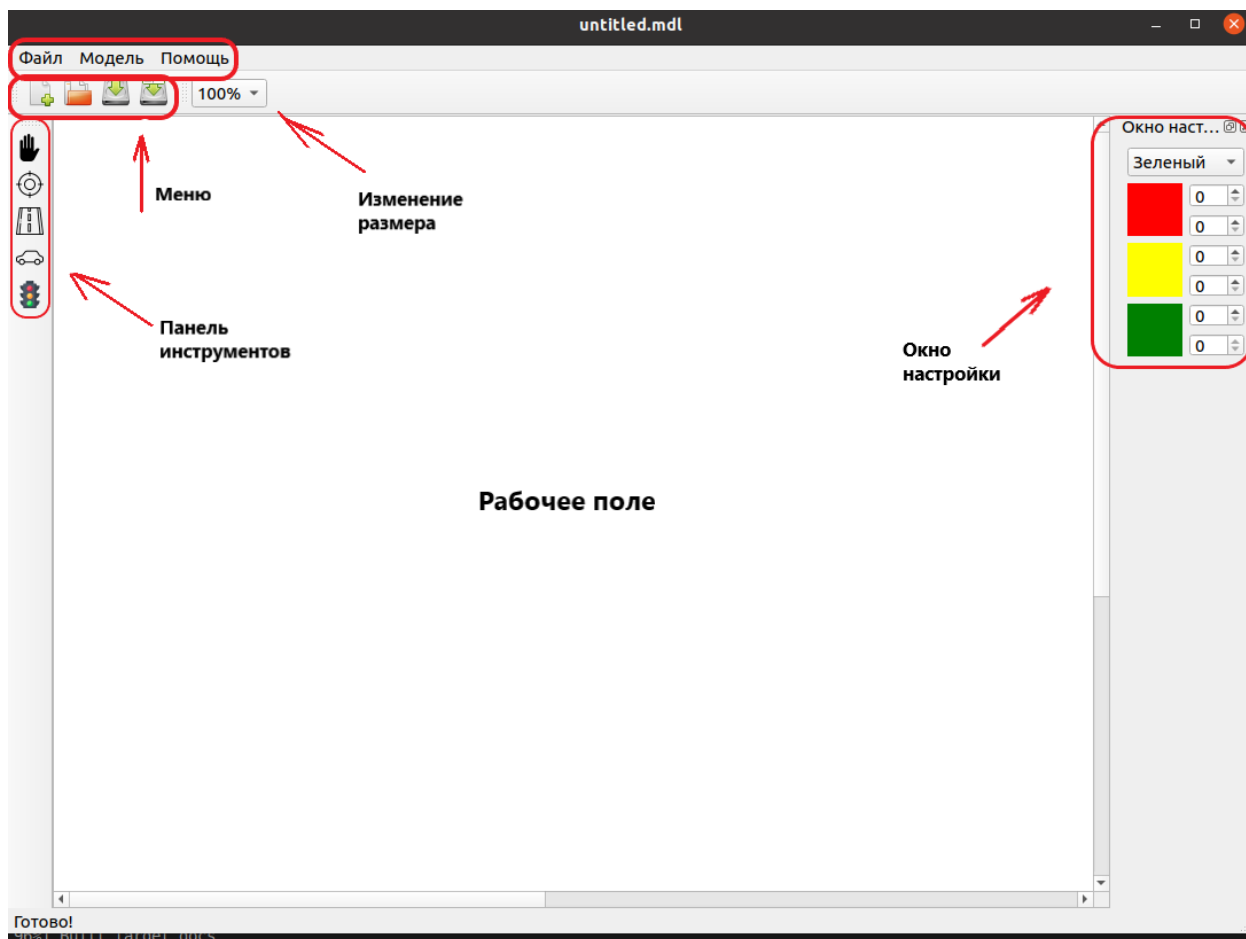 untitled.mdl
Файл Модель Помощь
100%
Окно наст...
Зеленый
0
0
0
0
0
0
Меню
Изменение
размера
Панель
инструментов
Окно
настройки
Рабочее поле
Готово!